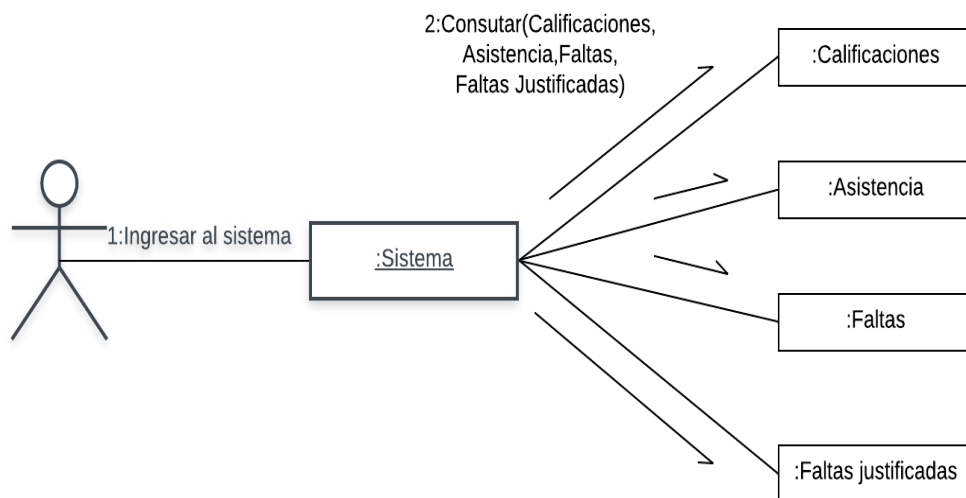 2:Consutar(Calificaciones,
Asistencia,Faltas,
Faltas Justificadas)
:Calificaciones
:Asistencia
1:Ingresar al sistema
:Sistema
:Faltas
:Faltas justificadas